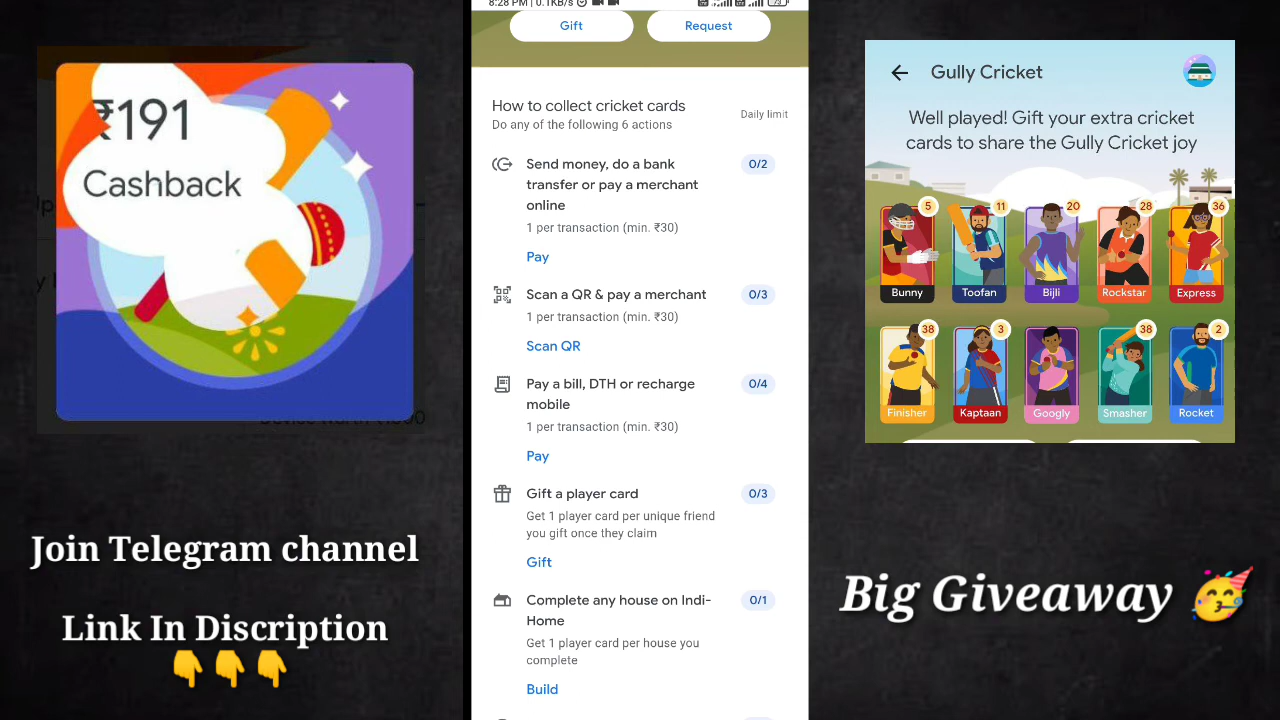 ₹191
Cashback
Join Telegram channel
Link In Discription
8:28 PM | 0.1KB/s
73
Gift
Request
How to collect cricket cards
Do any of the following 6 actions
Daily limit
Send money, do a bank
transfer or pay a merchant
online
0/2
1 per transaction (min. ₹30)
Pay
Scan a QR & pay a merchant
0/3
1 per transaction (min. ₹30)
Scan QR
Pay a bill, DTH or recharge
mobile
0/4
1 per transaction (min. ₹30)
Pay
Gift a player card
0/3
Get 1 player card per unique friend
you gift once they claim
Gift
Complete any house on Indi-
Home
0/1
Get 1 player card per house you
complete
Build
Gully Cricket
Well played! Gift your extra cricket
cards to share the Gully Cricket joy
5 11 20 28 36
Bunny Toofan Bijli Rockstar Express
38 3 38 2
Finisher Kaptaan Googly Smasher Rocket
Big Giveaway